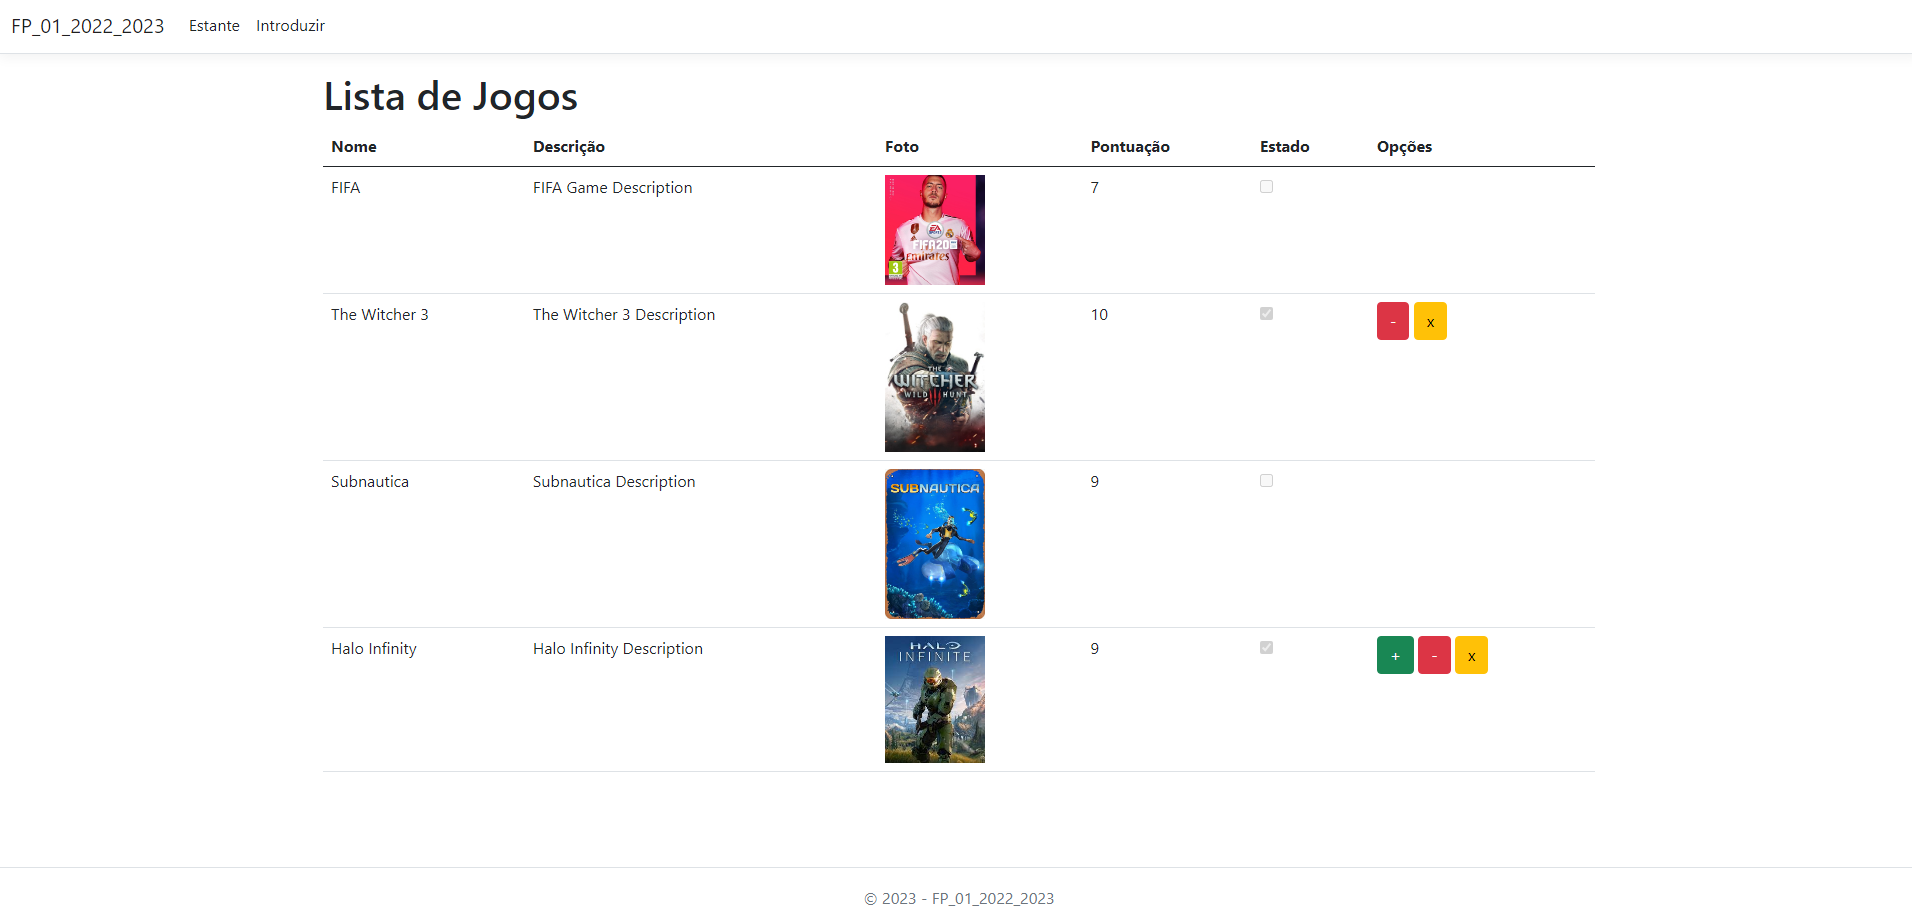 FP_01_2022_2023 Estante Introduzir
Lista de Jogos
Nome Descrição Foto Pontuação Estado Opções
FIFA FIFA Game Description 7
EA
FIFA20
Emirates
3
The Witcher 3 The Witcher 3 Description 10 - x
THE
WITCHER
WILD HUNT
Subnautica Subnautica Description 9
SUBNAUTICA
Halo Infinity Halo Infinity Description 9 + - x
HALO
INFINITE
© 2023 - FP_01_2022_2023